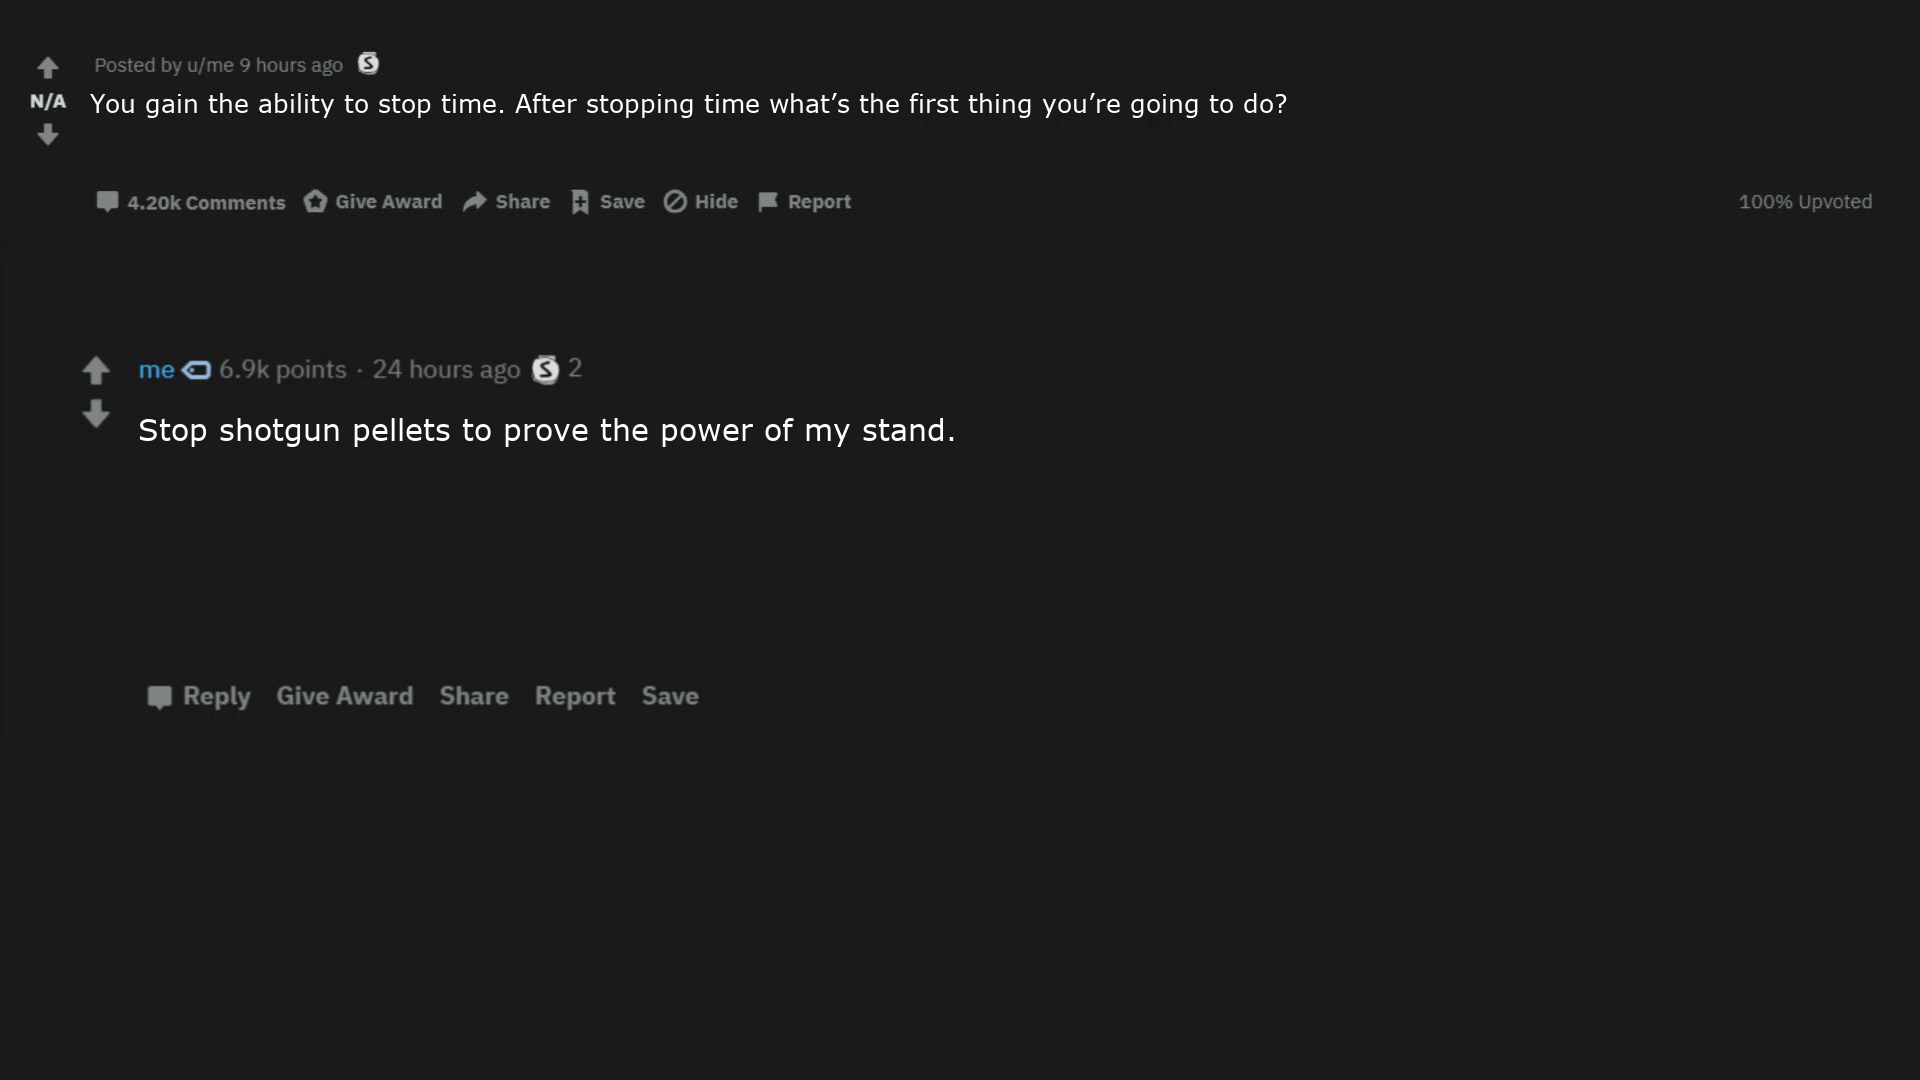 Posted by u/me 9 hours ago
N/A
You gain the ability to stop time. After stopping time what’s the first thing you’re going to do?
4.20k Comments Give Award Share Save Hide Report 100% Upvoted
me 6.9k points · 24 hours ago S 2
Stop shotgun pellets to prove the power of my stand.
Reply Give Award Share Report Save